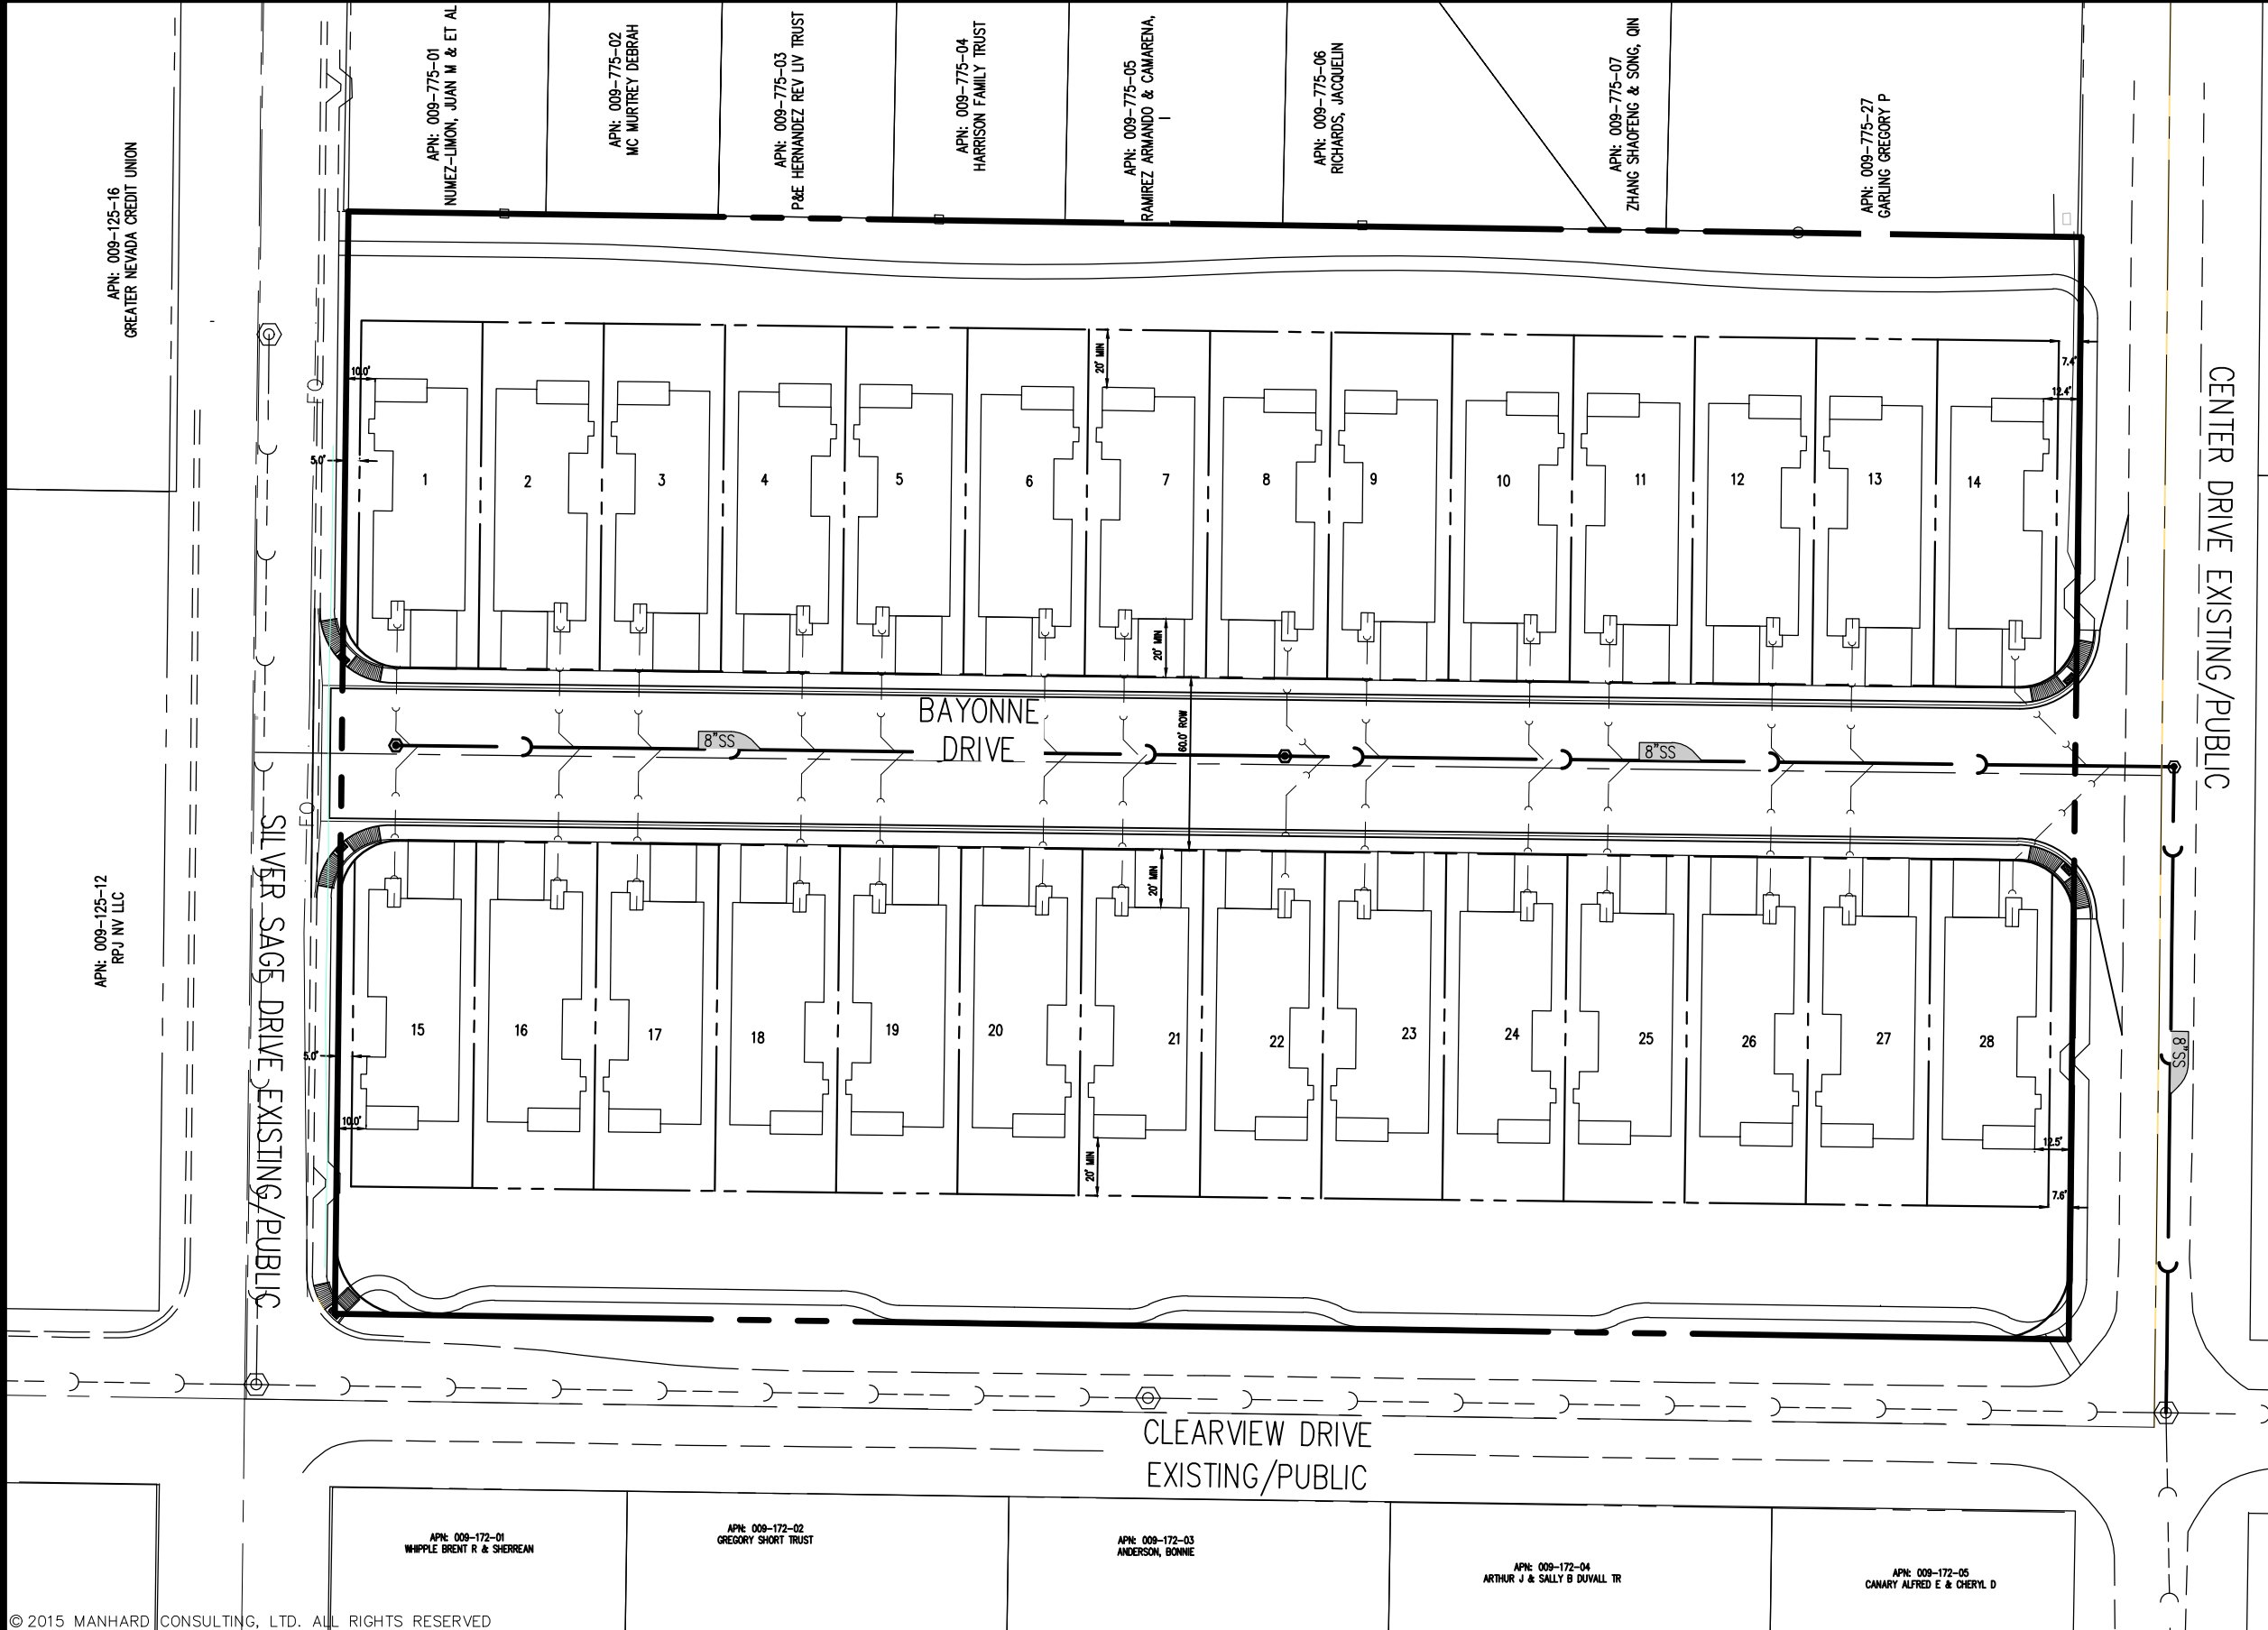 APN: 009-775-01
NUMEZ-LIMON, JUAN M & ET AL
APN: 009-775-02
MC MURTREY DEBRAH
APN: 009-775-03
P&E HERNANDEZ REV LIV TRUST
APN: 009-775-04
HARRISON FAMILY TRUST
APN: 009-775-05
RAMIREZ ARMANDO & CAMARENA,
APN: 009-775-06
RICHARDS, JACQUELIN
APN: 009-775-07
ZHANG SHAOFENG & SONG, QIN
APN: 009-775-27
GARLING GREGORY P
APN: 009-125-16
GREATER NEVADA CREDIT UNION
CENTER DRIVE EXISTING/PUBLIC
10.0'
20' MIN
7.4'
12.4'
5.0'
FO
1
2
3
4
5
6
7
8
9
10
11
12
13
14
20' MIN
BAYONNE
DRIVE
60.0' ROW
8"SS
8"SS
FO
SILVER SAGE DRIVE EXISTING/PUBLIC
APN: 009-125-12
RPJ NV LLC
20' MIN
15
16
17
18
19
20
21
22
23
24
25
26
27
28
8"SS
5.0'
10.0'
20' MIN
12.5'
7.6'
CLEARVIEW DRIVE
EXISTING/PUBLIC
APN: 009-172-01
WHIPPLE BRENT R & SHERREAN
APN: 009-172-02
GREGORY SHORT TRUST
APN: 009-172-03
ANDERSON, BONNIE
APN: 009-172-04
ARTHUR J & SALLY B DUVALL TR
APN: 009-172-05
CANARY ALFRED E & CHERYL D
© 2015 MANHARD CONSULTING, LTD. ALL RIGHTS RESERVED